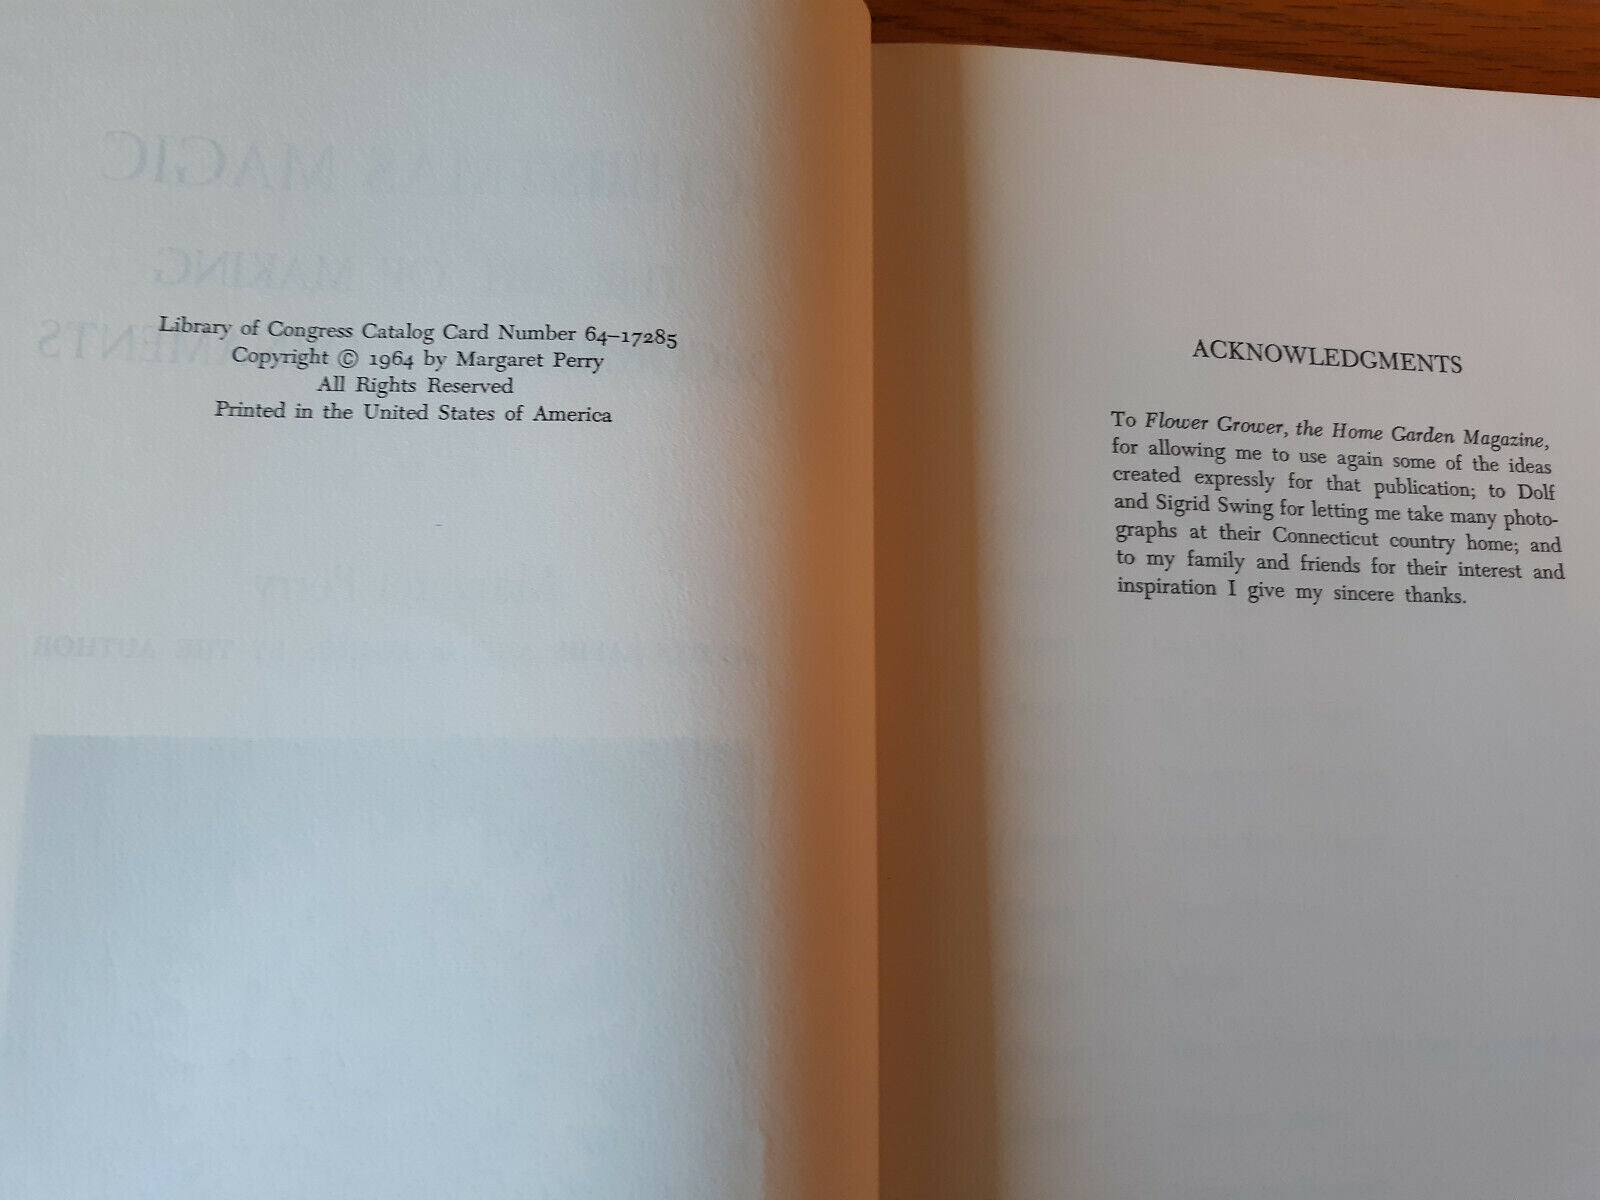 Library of Congress Catalog Card Number 64–17285
Copyright © 1964 by Margaret Perry
All Rights Reserved
Printed in the United States of America
ACKNOWLEDGMENTS
To Flower Grower, the Home Garden Magazine,
for allowing me to use again some of the ideas
created expressly for that publication; to Dolf
and Sigrid Swing for letting me take many photo-
graphs at their Connecticut country home; and
to my family and friends for their interest and
inspiration I give my sincere thanks.